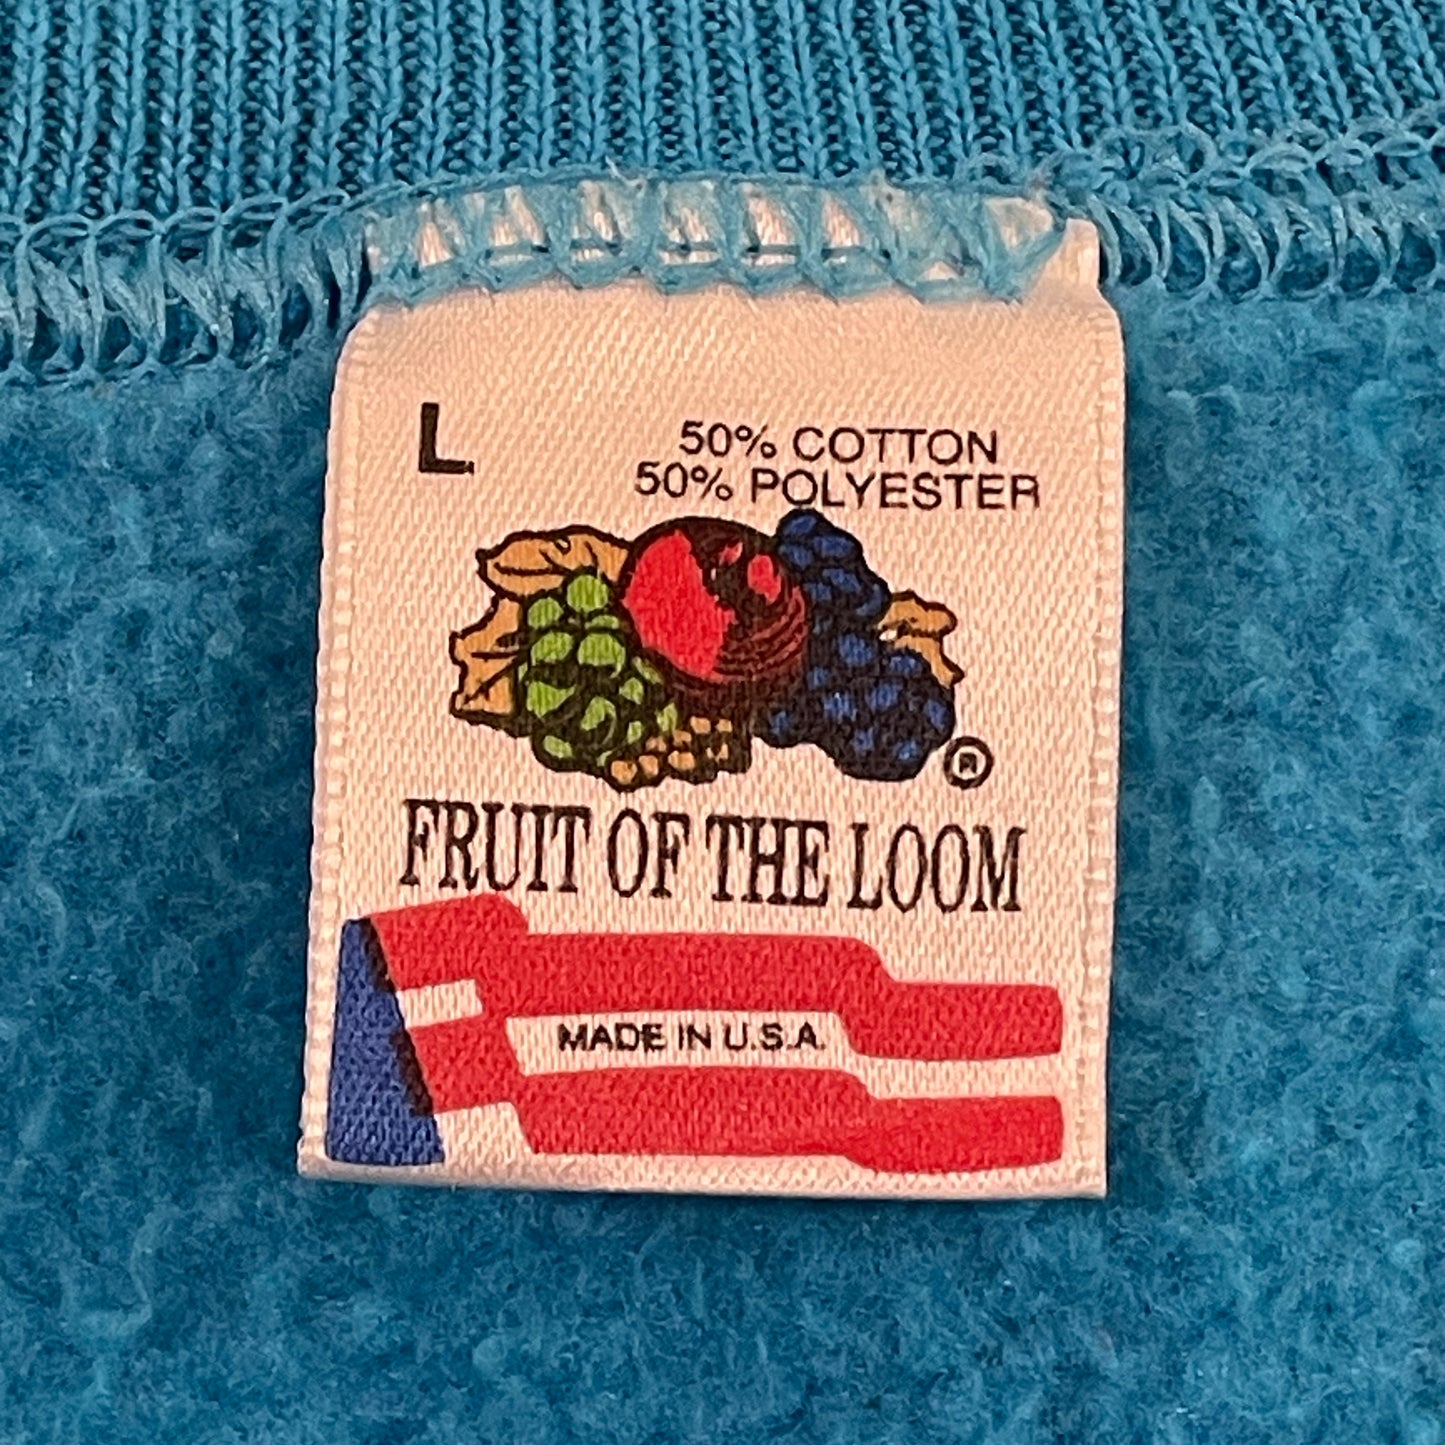 L
50% COTTON
50% POLYESTER
®
FRUIT OF THE LOOM
MADE IN U.S.A.